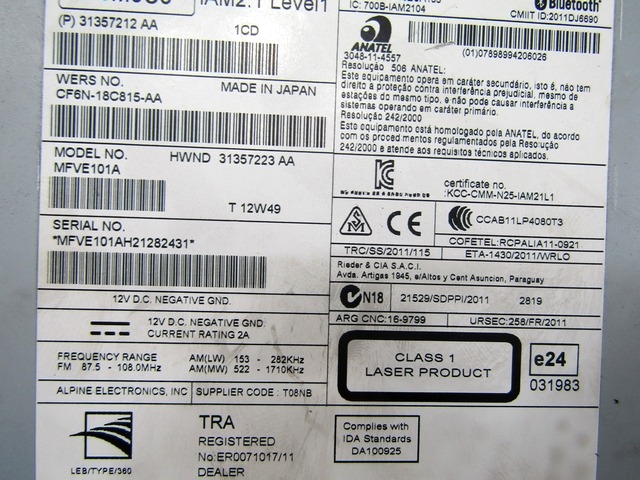 IAM2.1 Level1
(P) 31357212 AA 1CD
WERS NO. MADE IN JAPAN
CF6N-18C815-AA
MODEL NO. HWND 31357223 AA
MFVE101A
T 12W49
SERIAL NO.
*MFVE101AH21282431*
12V D.C. NEGATIVE GND.
12V D.C. NEGATIVE GND.
CURRENT RATING 2A
FREQUENCY RANGE AM(LW) 153 - 282KHz
FM 87.5 - 108.0MHz AM(MW) 522 - 1710KHz
ALPINE ELECTRONICS, INC SUPPLIER CODE : T08NB
LEB/TYPE/360
TRA
REGISTERED
No:ER0071017/11
DEALER
Complies with
IDA Standards
DA100925
IC: 700B-IAM2104
Bluetooth
CMIIT ID:2011DJ6690
ANATEL
3048-11-4557
(01)07898994206026
Resolução 506 ANATEL:
Este equipamento opera em caráter secundário, isto é, não tem
direito a proteção contra interferência prejudicial, mesmo de
estações do mesmo tipo, e não pode causar interferência a
sistemas operando em caráter primário.
Resolução 242/2000
Este equipamento está homologado pela ANATEL, de acordo
com os procedimentos regulamentados pela Resolução
242/2000 e atende aos requisitos técnicos aplicados.
certificate no.
:KCC-CMM-N25-IAM21L1
CE
CCC
CCAB11LP4080T3
COFETEL:RCPALIA11-0921
TRC/SS/2011/115 ETA-1430/2011/WRLO
Rieder & CIA S.A.C.I.
Avda. Artigas 1945, e/Altos y Cent Asuncion, Paraguay
N18 21529/SDPPI/2011 2819
ARG CNC: 16-9799 URSEC:258/FR/2011
CLASS 1
LASER PRODUCT
e24
031983